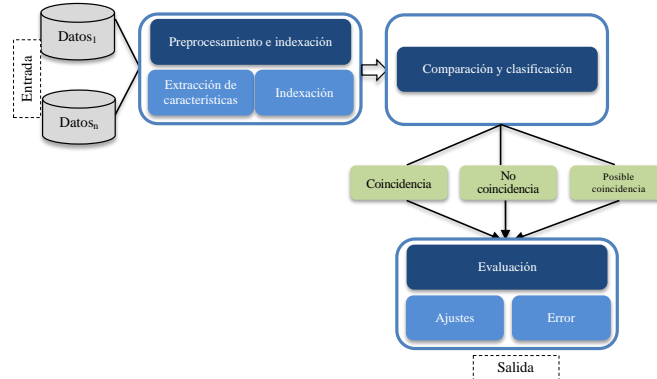 Entrada
Datos1
Datosn
Preprocesamiento e indexación
Extracción de
características
Indexación
Comparación y clasificación
Coincidencia
No
coincidencia
Posible
coincidencia
Evaluación
Ajustes
Error
Salida